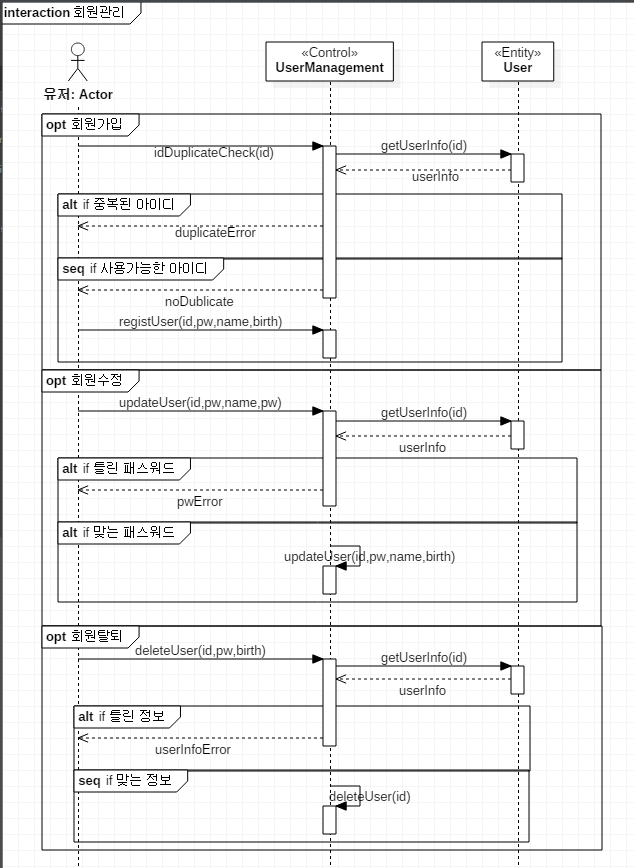 interaction 회원관리
유저: Actor
«Control»
UserManagement
«Entity»
User
opt 회원가입
idDuplicateCheck(id)
getUserInfo(id)
userInfo
alt if 중복된 아이디
duplicateError
seq if 사용가능한 아이디
noDublicate
registUser(id,pw,name,birth)
opt 회원수정
updateUser(id,pw,name,pw)
getUserInfo(id)
userInfo
alt if 틀린 패스워드
pwError
alt if 맞는 패스워드
updateUser(id,pw,name,birth)
opt 회원탈퇴
deleteUser(id,pw,birth)
getUserInfo(id)
userInfo
alt if 틀린 정보
userInfoError
seq if 맞는 정보
deleteUser(id)